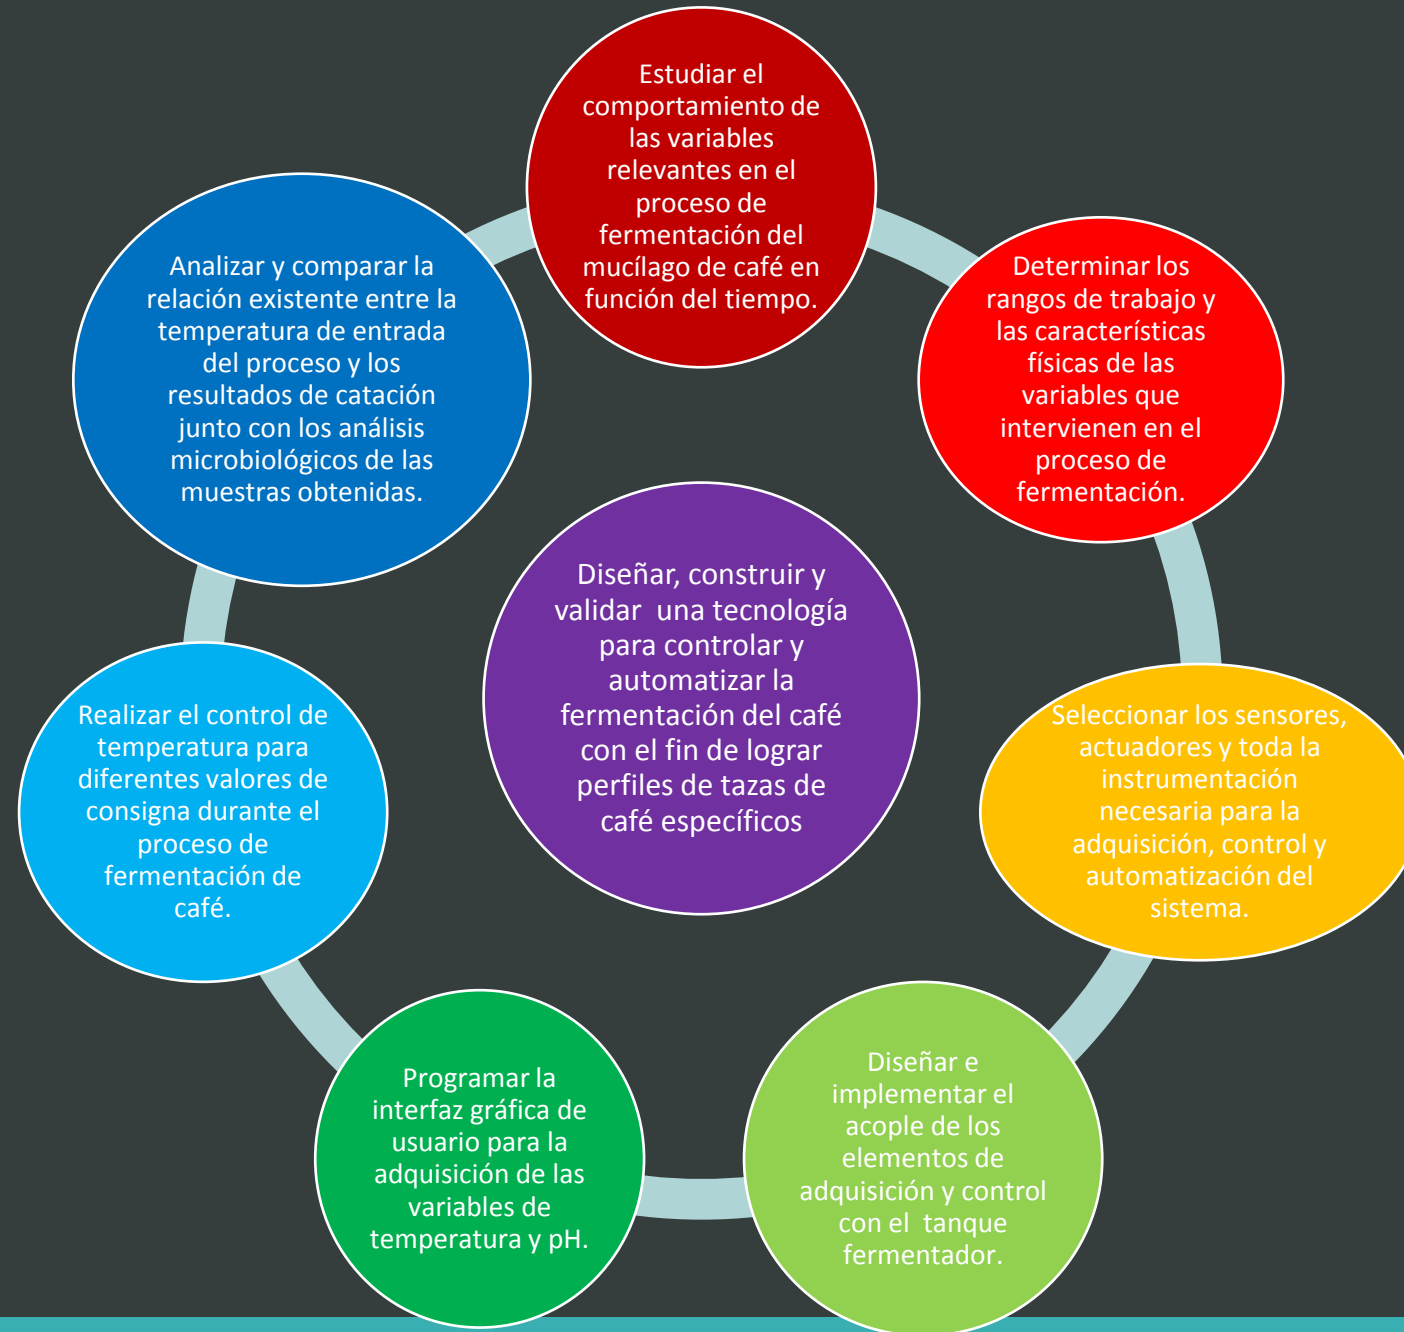 Estudiar el
comportamiento de
las variables
relevantes en el
proceso de
fermentación del
mucílago de café en
función del tiempo.
Determinar los
rangos de trabajo y
las características
físicas de las
variables que
intervienen en el
proceso de
fermentación.
Seleccionar los sensores,
actuadores y toda la
instrumentación
necesaria para la
adquisición, control y
automatización del
sistema.
Diseñar e
implementar el
acople de los
elementos de
adquisición y control
con el tanque
fermentador.
Programar la
interfaz gráfica de
usuario para la
adquisición de las
variables de
temperatura y pH.
Realizar el control de
temperatura para
diferentes valores de
consigna durante el
proceso de
fermentación de
café.
Analizar y comparar la
relación existente entre la
temperatura de entrada
del proceso y los
resultados de catación
junto con los análisis
microbiológicos de las
muestras obtenidas.
Diseñar, construir y
validar una tecnología
para controlar y
automatizar la
fermentación del café
con el fin de lograr
perfiles de tazas de
café específicos